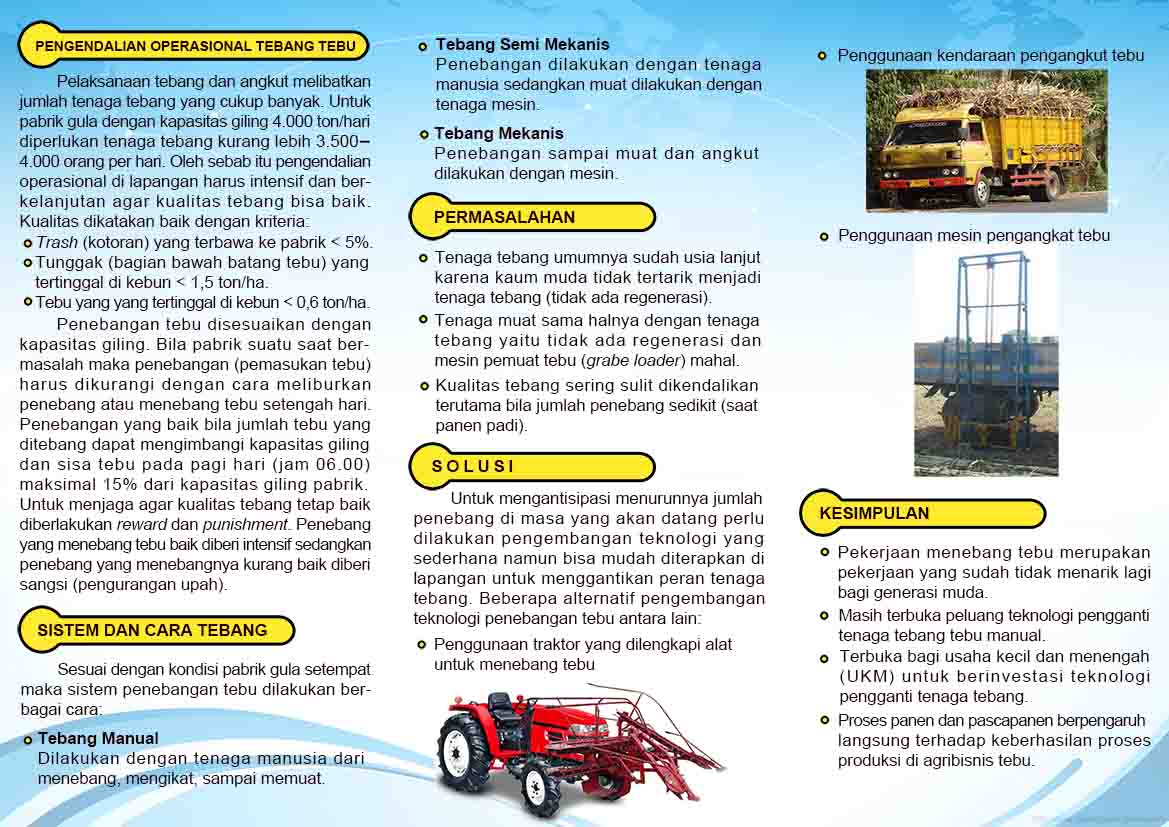 PENGENDALIAN OPERASIONAL TEBANG TEBU
Pelaksanaan tebang dan angkut melibatkan
jumlah tenaga tebang yang cukup banyak. Untuk
pabrik gula dengan kapasitas giling 4.000 ton/hari
diperlukan tenaga tebang kurang lebih 3.500–
4.000 orang per hari. Oleh sebab itu pengendalian
operasional di lapangan harus intensif dan ber-
kelanjutan agar kualitas tebang bisa baik.
Kualitas dikatakan baik dengan kriteria:
Trash (kotoran) yang terbawa ke pabrik < 5%.
Tunggak (bagian bawah batang tebu) yang
tertinggal di kebun < 1,5 ton/ha.
Tebu yang yang tertinggal di kebun < 0,6 ton/ha.
Penebangan tebu disesuaikan dengan
kapasitas giling. Bila pabrik suatu saat ber-
masalah maka penebangan (pemasukan tebu)
harus dikurangi dengan cara meliburkan
penebang atau menebang tebu setengah hari.
Penebangan yang baik bila jumlah tebu yang
ditebang dapat mengimbangi kapasitas giling
dan sisa tebu pada pagi hari (jam 06.00)
maksimal 15% dari kapasitas giling pabrik.
Untuk menjaga agar kualitas tebang tetap baik
diberlakukan reward dan punishment. Penebang
yang menebang tebu baik diberi intensif sedangkan
penebang yang menebangnya kurang baik diberi
sangsi (pengurangan upah).
SISTEM DAN CARA TEBANG
Sesuai dengan kondisi pabrik gula setempat
maka sistem penebangan tebu dilakukan ber-
bagai cara:
Tebang Manual
Dilakukan dengan tenaga manusia dari
menebang, mengikat, sampai memuat.
Tebang Semi Mekanis
Penebangan dilakukan dengan tenaga
manusia sedangkan muat dilakukan dengan
tenaga mesin.
Tebang Mekanis
Penebangan sampai muat dan angkut
dilakukan dengan mesin.
PERMASALAHAN
Tenaga tebang umumnya sudah usia lanjut
karena kaum muda tidak tertarik menjadi
tenaga tebang (tidak ada regenerasi).
Tenaga muat sama halnya dengan tenaga
tebang yaitu tidak ada regenerasi dan
mesin pemuat tebu (grabe loader) mahal.
Kualitas tebang sering sulit dikendalikan
terutama bila jumlah penebang sedikit (saat
panen padi).
SOLUSI
Untuk mengantisipasi menurunnya jumlah
penebang di masa yang akan datang perlu
dilakukan pengembangan teknologi yang
sederhana namun bisa mudah diterapkan di
lapangan untuk menggantikan peran tenaga
tebang. Beberapa alternatif pengembangan
teknologi penebangan tebu antara lain:
Penggunaan traktor yang dilengkapi alat
untuk menebang tebu
Penggunaan kendaraan pengangkut tebu
Penggunaan mesin pengangkat tebu
KESIMPULAN
Pekerjaan menebang tebu merupakan
pekerjaan yang sudah tidak menarik lagi
bagi generasi muda.
Masih terbuka peluang teknologi pengganti
tenaga tebang tebu manual.
Terbuka bagi usaha kecil dan menengah
(UKM) untuk berinvestasi teknologi
pengganti tenaga tebang.
Proses panen dan pascapanen berpengaruh
langsung terhadap keberhasilan proses
produksi di agribisnis tebu.